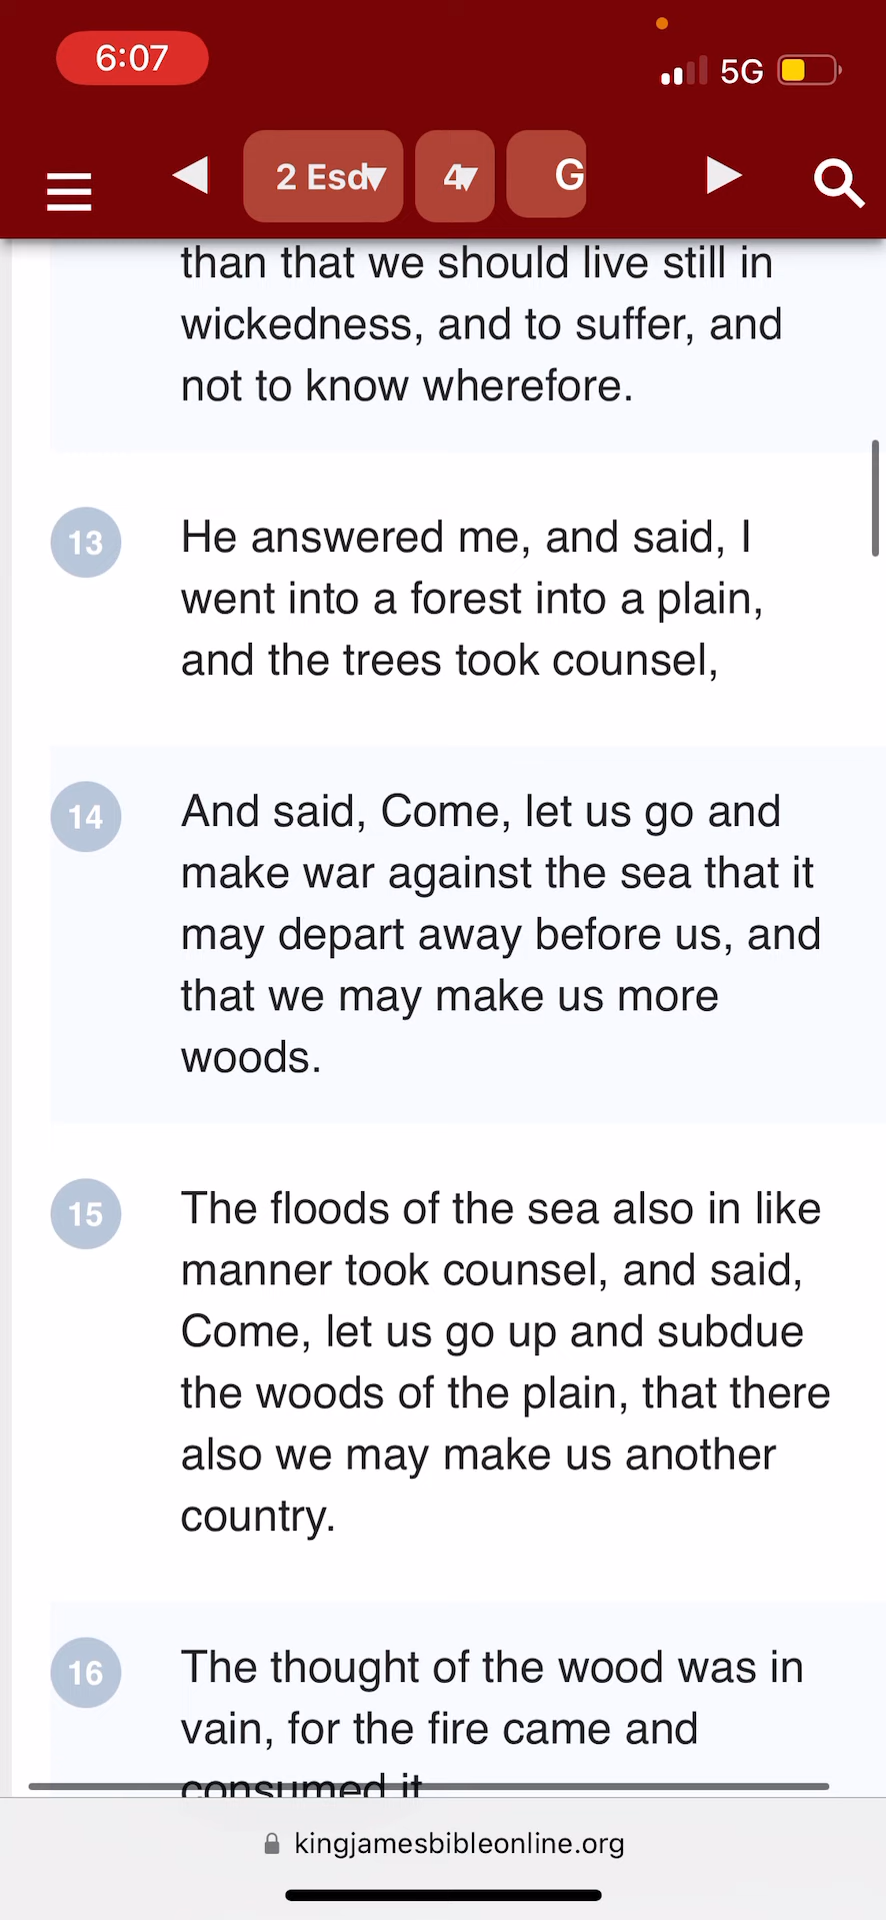 6:07
5G
2 Esd
4
G
than that we should live still in
wickedness, and to suffer, and
not to know wherefore.
13
He answered me, and said, I
went into a forest into a plain,
and the trees took counsel,
14
And said, Come, let us go and
make war against the sea that it
may depart away before us, and
that we may make us more
woods.
15
The floods of the sea also in like
manner took counsel, and said,
Come, let us go up and subdue
the woods of the plain, that there
also we may make us another
country.
16
The thought of the wood was in
vain, for the fire came and
consumed it
kingjamesbibleonline.org